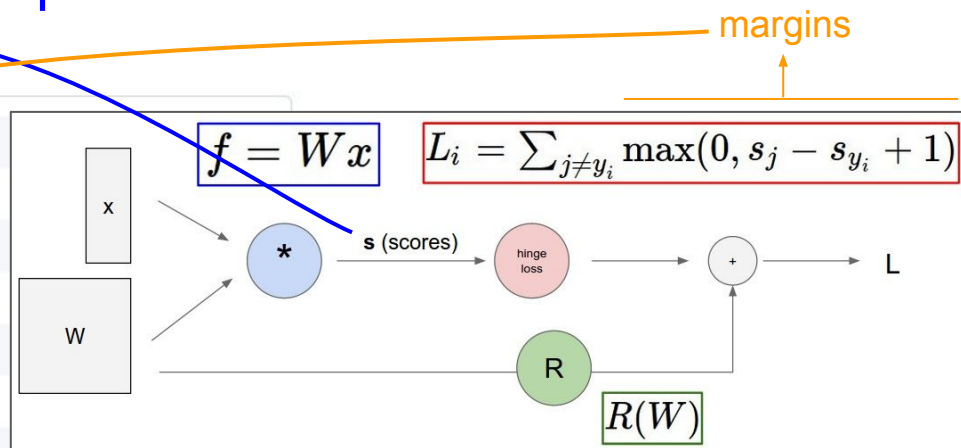 margins
f = Wx
L_i = \sum_{j \neq y_i} \max(0, s_j - s_{y_i} + 1)
x
*
s (scores)
hinge
loss
+
L
W
R
R(W)